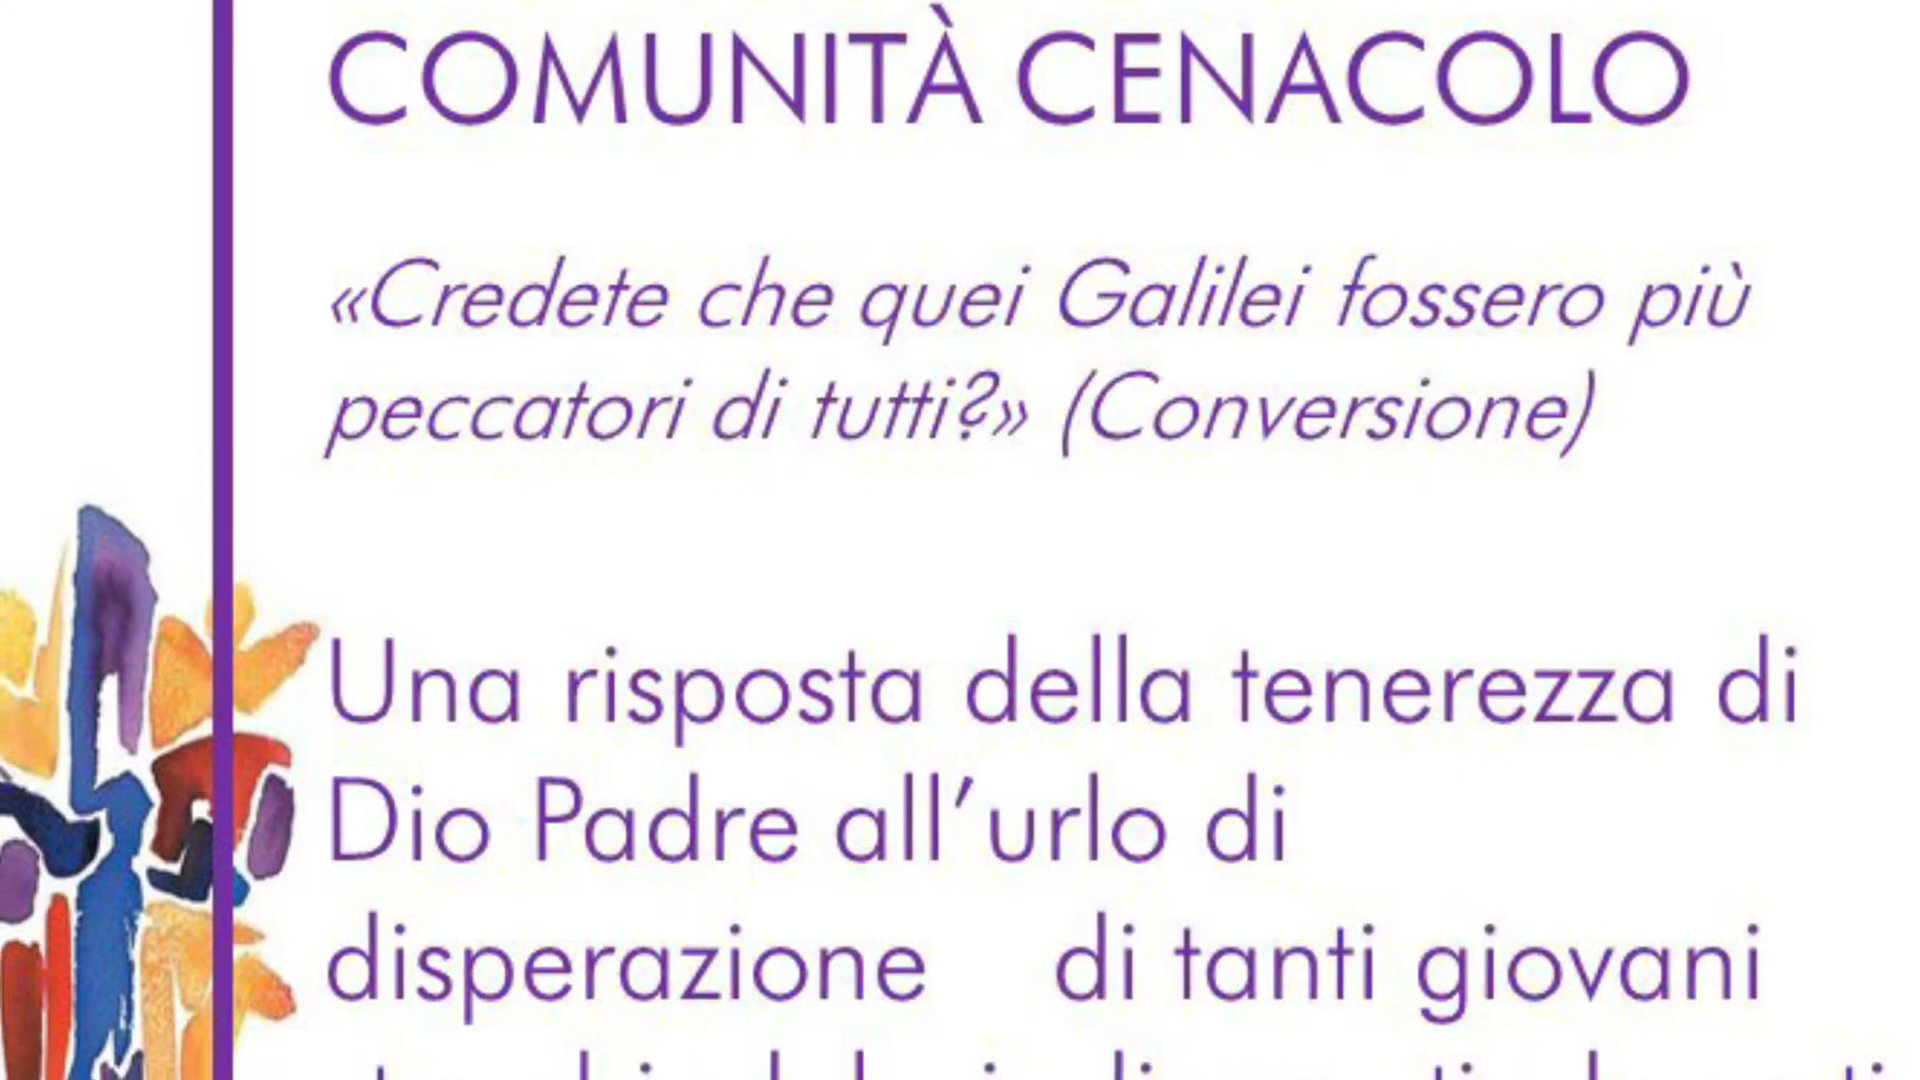 COMUNITÀ CENACOLO
«Credete che quei Galilei fossero più
peccatori di tutti?» (Conversione)
Una risposta della tenerezza di
Dio Padre all’urlo di
disperazione di tanti giovani